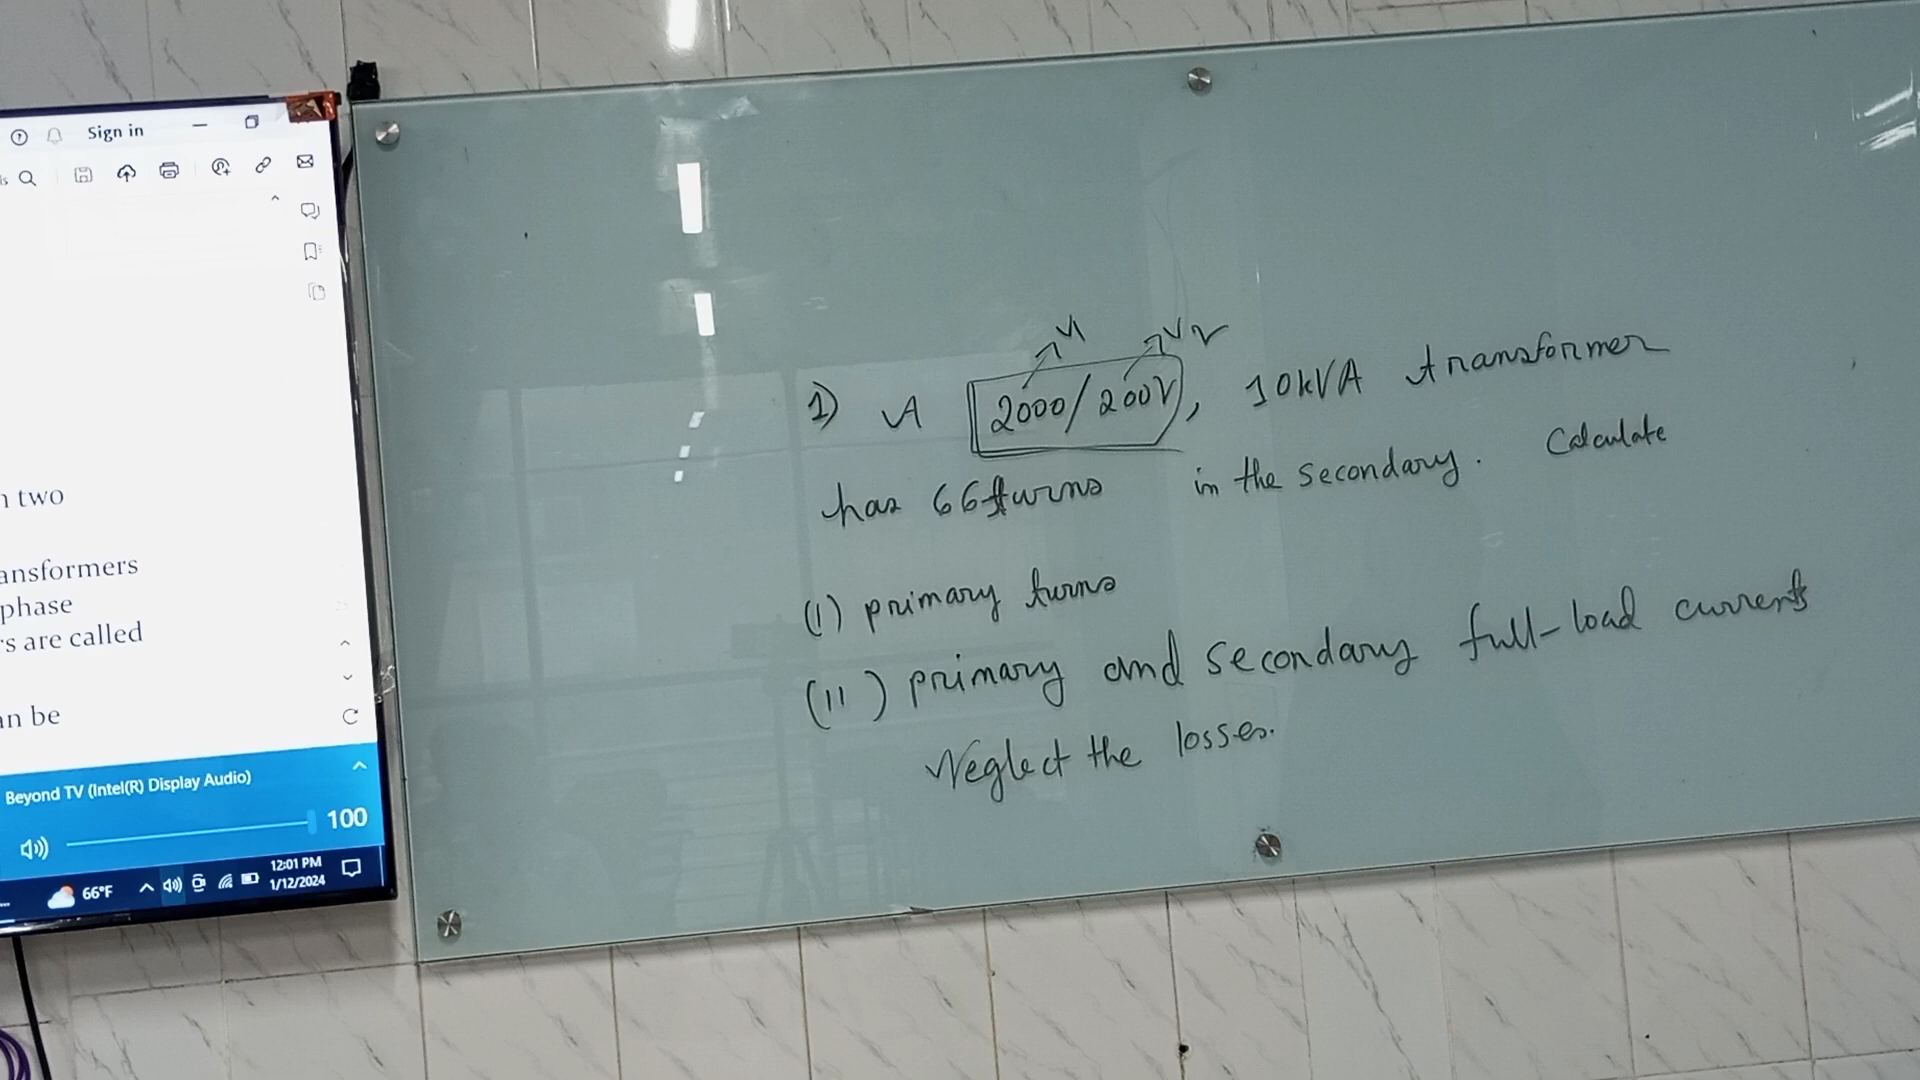 Sign in
n two
ansformers
phase
rs are called
an be
Beyond TV (Intel(R) Display Audio)
100
66°F
12:01 PM
1/12/2024
V1 V2
1) A 2000/200V, 10kVA transformer
has 66 turns in the secondary. Calculate
(I) primary turns
(II) primary and secondary full-load currents
Neglect the losses.